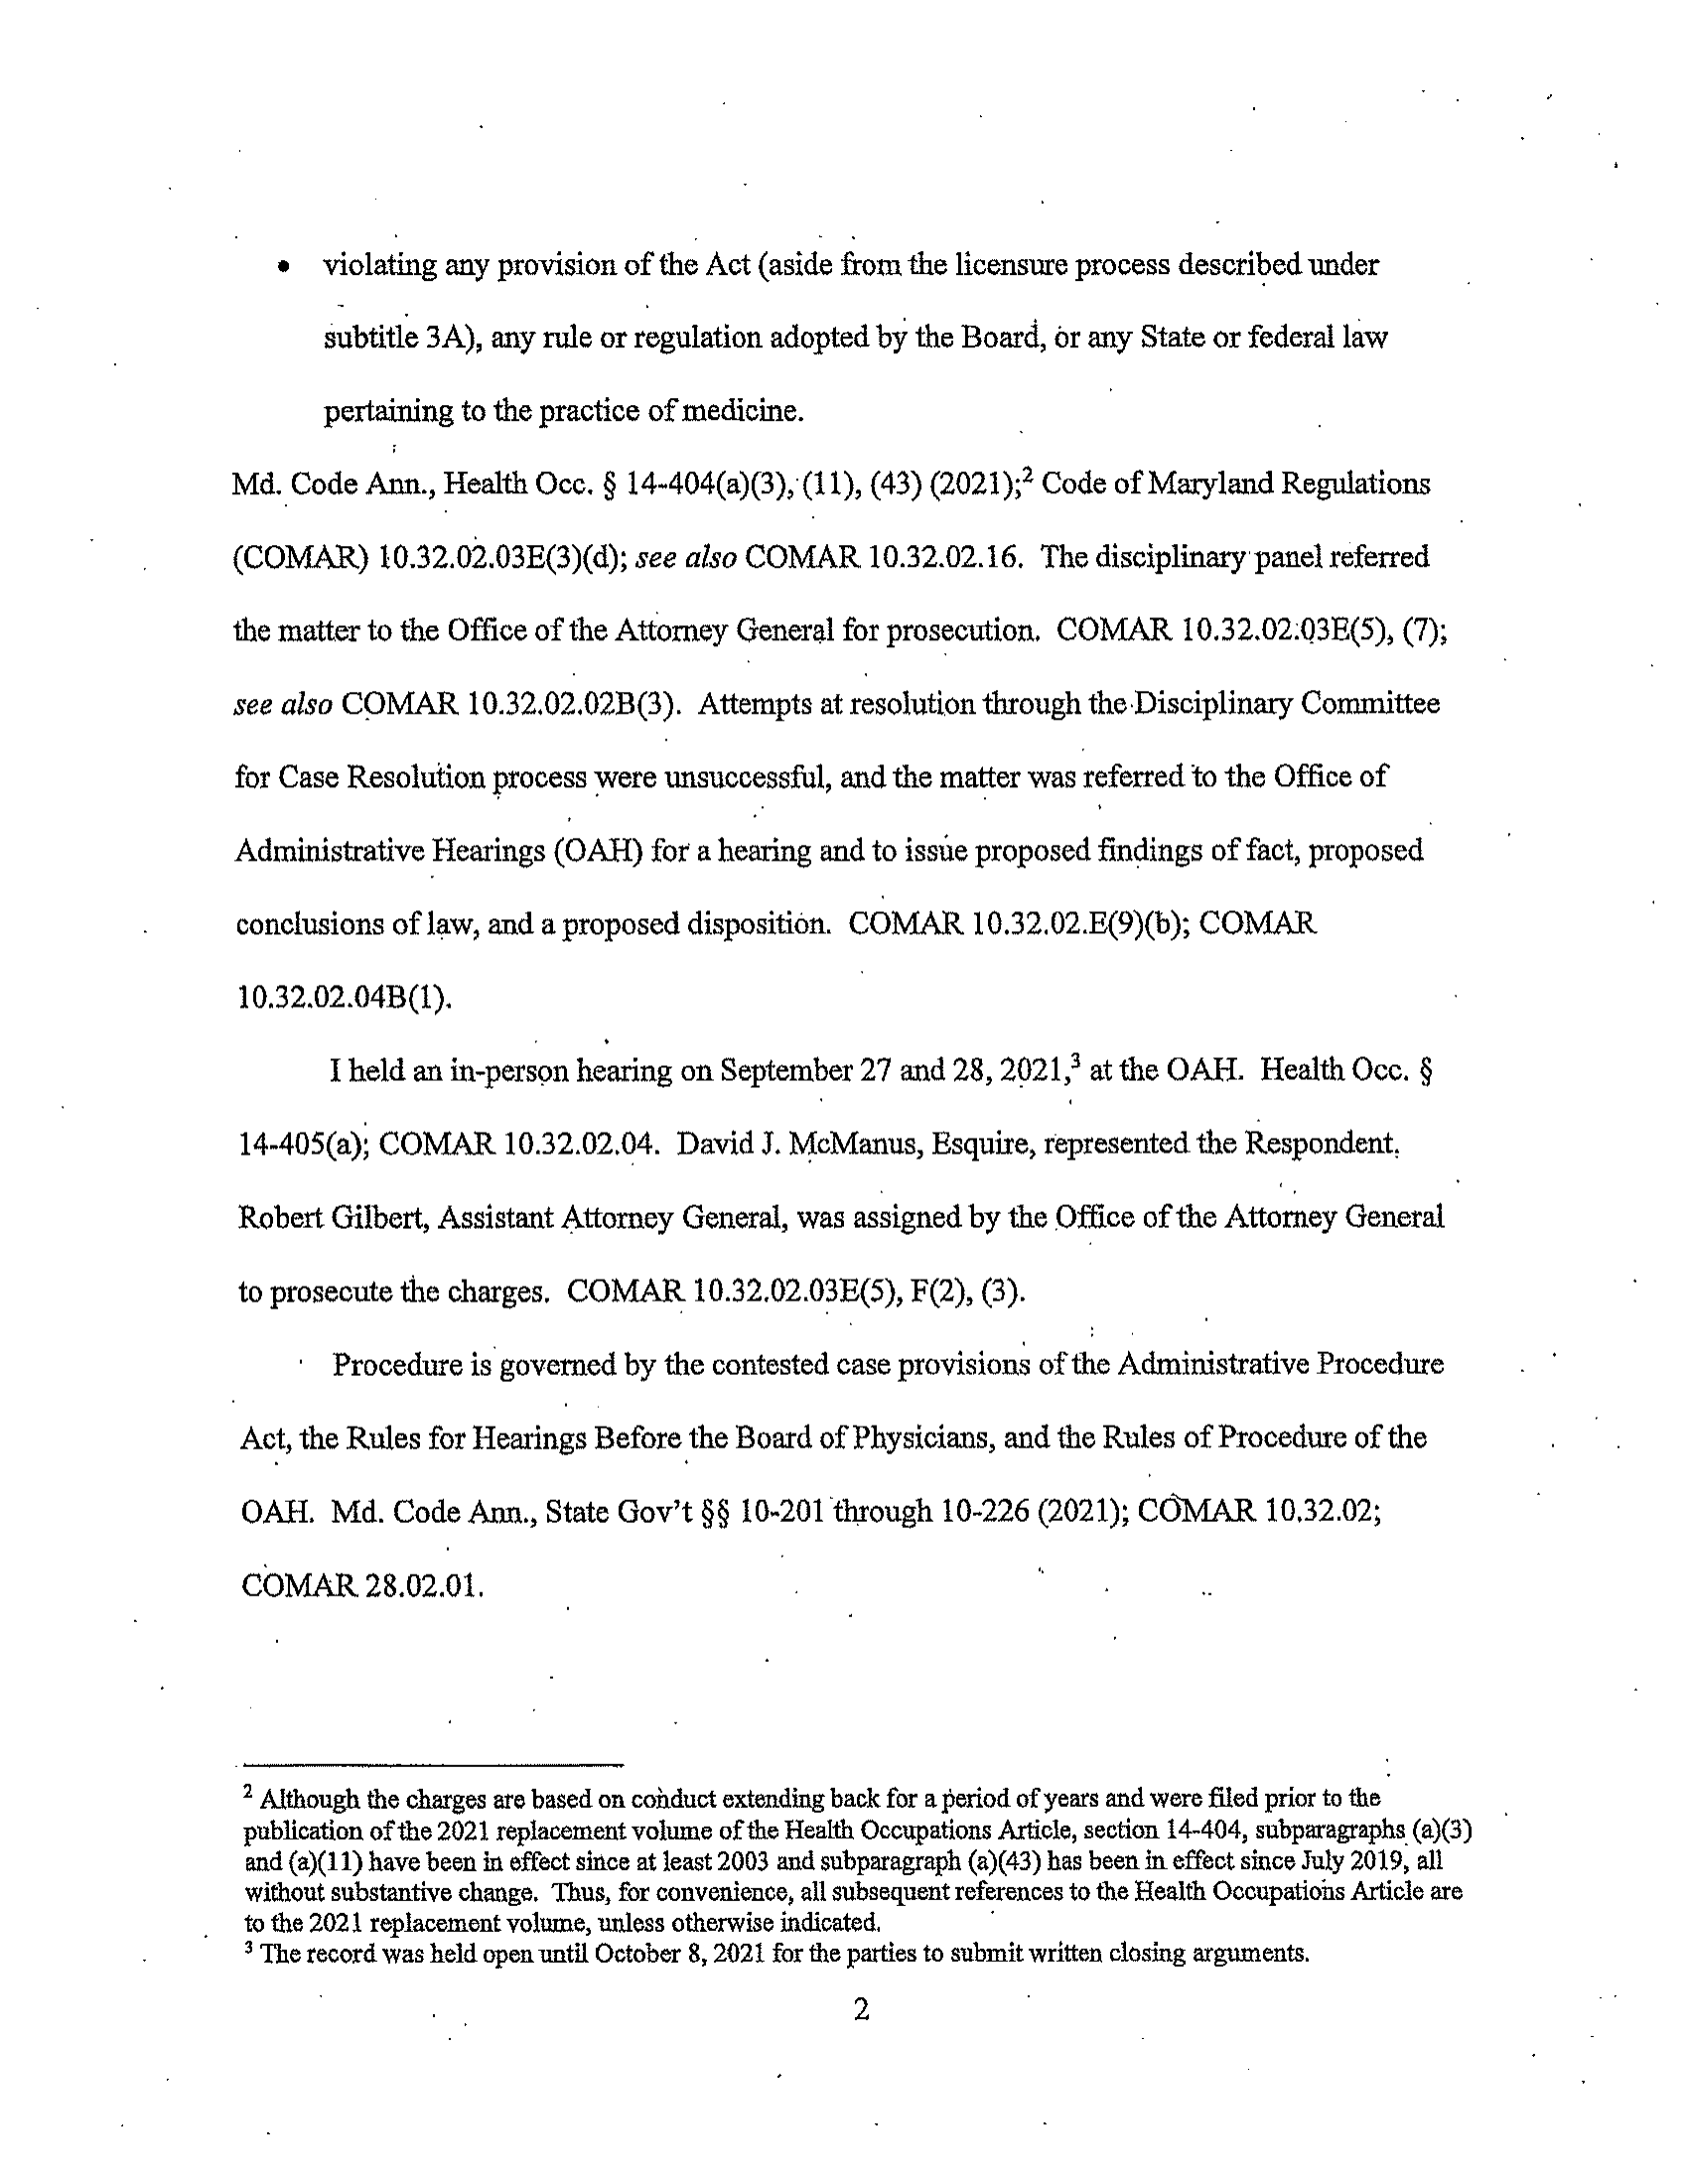 • violating any provision of the Act (aside from the licensure process described under
subtitle 3A), any rule or regulation adopted by the Board, or any State or federal law
pertaining to the practice of medicine.
Md. Code Ann., Health Occ. § 14-404(a)(3), (11), (43) (2021);² Code of Maryland Regulations
(COMAR) 10.32.02.03E(3)(d); see also COMAR 10.32.02.16. The disciplinary panel referred
the matter to the Office of the Attorney General for prosecution. COMAR 10.32.02.03E(5), (7);
see also COMAR 10.32.02.02B(3). Attempts at resolution through the Disciplinary Committee
for Case Resolution process were unsuccessful, and the matter was referred to the Office of
Administrative Hearings (OAH) for a hearing and to issue proposed findings of fact, proposed
conclusions of law, and a proposed disposition. COMAR 10.32.02.E(9)(b); COMAR
10.32.02.04B(1).
I held an in-person hearing on September 27 and 28, 2021,³ at the OAH. Health Occ. §
14-405(a); COMAR 10.32.02.04. David J. McManus, Esquire, represented the Respondent.
Robert Gilbert, Assistant Attorney General, was assigned by the Office of the Attorney General
to prosecute the charges. COMAR 10.32.02.03E(5), F(2), (3).
Procedure is governed by the contested case provisions of the Administrative Procedure
Act, the Rules for Hearings Before the Board of Physicians, and the Rules of Procedure of the
OAH. Md. Code Ann., State Gov't §§ 10-201 through 10-226 (2021); COMAR 10.32.02;
COMAR 28.02.01.
² Although the charges are based on conduct extending back for a period of years and were filed prior to the
publication of the 2021 replacement volume of the Health Occupations Article, section 14-404, subparagraphs (a)(3)
and (a)(11) have been in effect since at least 2003 and subparagraph (a)(43) has been in effect since July 2019, all
without substantive change. Thus, for convenience, all subsequent references to the Health Occupations Article are
to the 2021 replacement volume, unless otherwise indicated.
³ The record was held open until October 8, 2021 for the parties to submit written closing arguments.
2